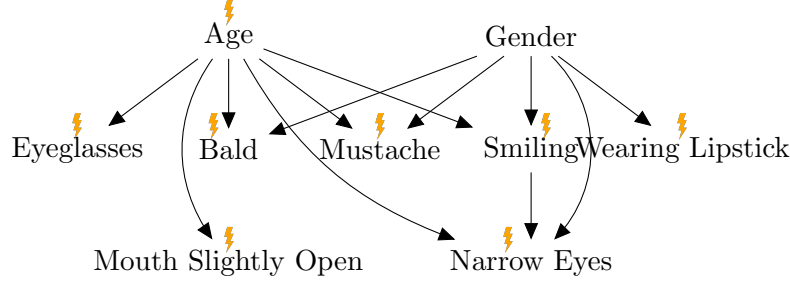 Age Gender
Eyeglasses Bald Mustache Smiling Wearing Lipstick
Mouth Slightly Open Narrow Eyes